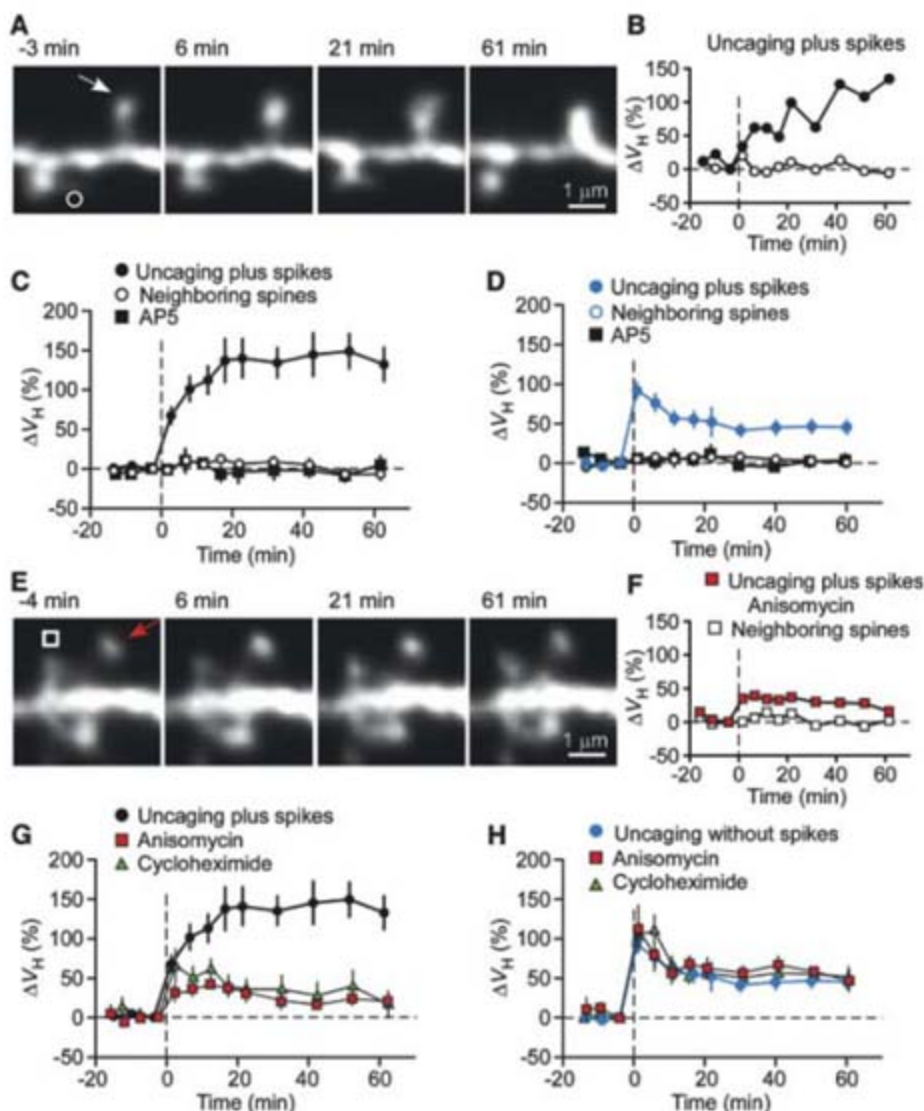 A
-3 min
6 min
21 min
61 min
1 μm
B
Uncaging plus spikes
150
100
50
0
-50
ΔVH (%)
-20 0 20 40 60
Time (min)
C
Uncaging plus spikes
Neighboring spines
AP5
200
150
100
50
0
-50
ΔVH (%)
-20 0 20 40 60
Time (min)
D
Uncaging plus spikes
Neighboring spines
AP5
200
150
100
50
0
-50
ΔVH (%)
-20 0 20 40 60
Time (min)
E
-4 min
6 min
21 min
61 min
1 μm
F
Uncaging plus spikes
Anisomycin
Neighboring spines
150
100
50
0
-50
ΔVH (%)
-20 0 20 40 60
Time (min)
G
Uncaging plus spikes
Anisomycin
Cycloheximide
200
150
100
50
0
-50
ΔVH (%)
-20 0 20 40 60
Time (min)
H
Uncaging without spikes
Anisomycin
Cycloheximide
200
150
100
50
0
-50
ΔVH (%)
-20 0 20 40 60
Time (min)